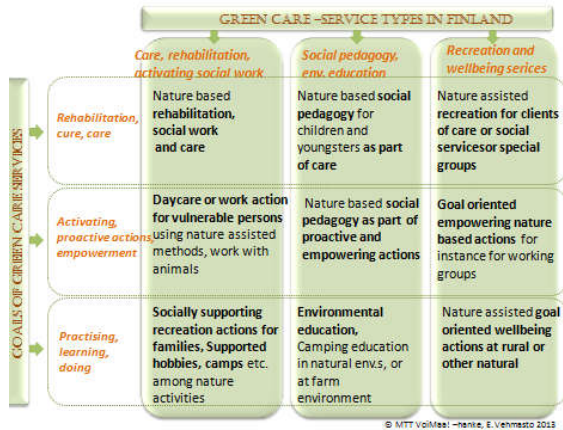 GREEN CARE –SERVICE TYPES IN FINLAND
Care, rehabilitation,
activating social work
Social pedagogy,
env. education
Recreation and
wellbeing serices
GOALS OF GREEN CARE SERVICES
Rehabilitation,
cure, care
Nature based
rehabilitation,
social work
and care
Nature based social
pedagogy for
children and
youngsters as part
of care
Nature assisted
recreation for clients
of care or social
servicesor special
groups
Activating,
proactive actions,
empowerment
Daycare or work action
for vulnerable persons
using nature assisted
methods, work with
animals
Nature based social
pedagogy as part of
proactive and
empowering actions
Goal oriented
empowering nature
based actions for
instance for working
groups
Practising,
learning,
doing
Socially supporting
recreation actions for
families, Supported
hobbies, camps etc.
among nature
activities
Environmental
education,
Camping education
in natural env.s, or
at farm
environment
Nature assisted goal
oriented wellbeing
actions at rural or
other natural
© MTT VoiMaa! –hanke, E. Vehmasto 2013